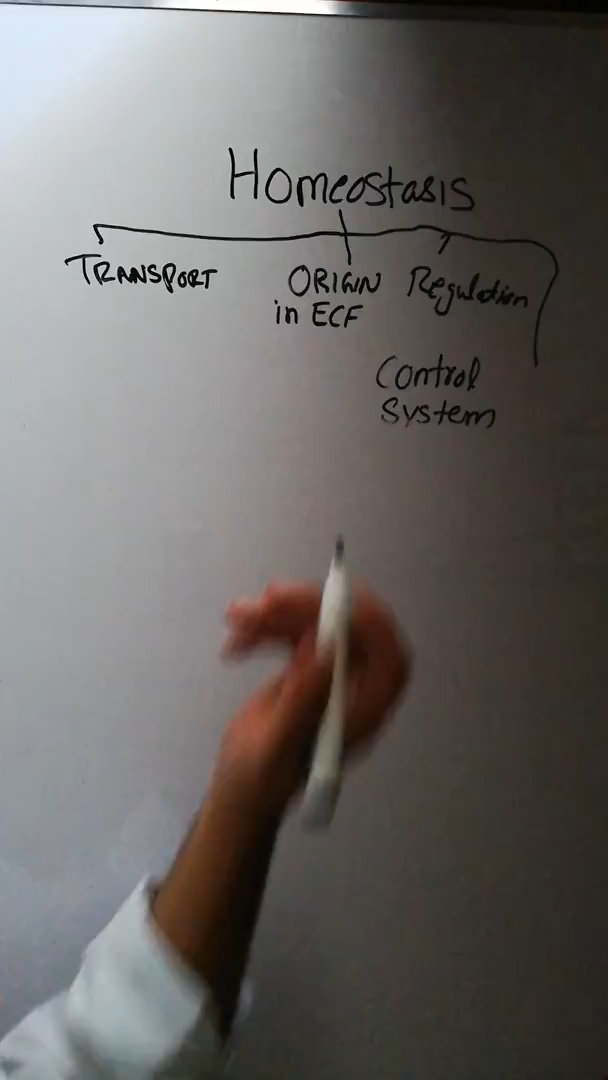 Homeostasis
TRANSPORT
ORIGIN
in ECF
Regulation
Control
System